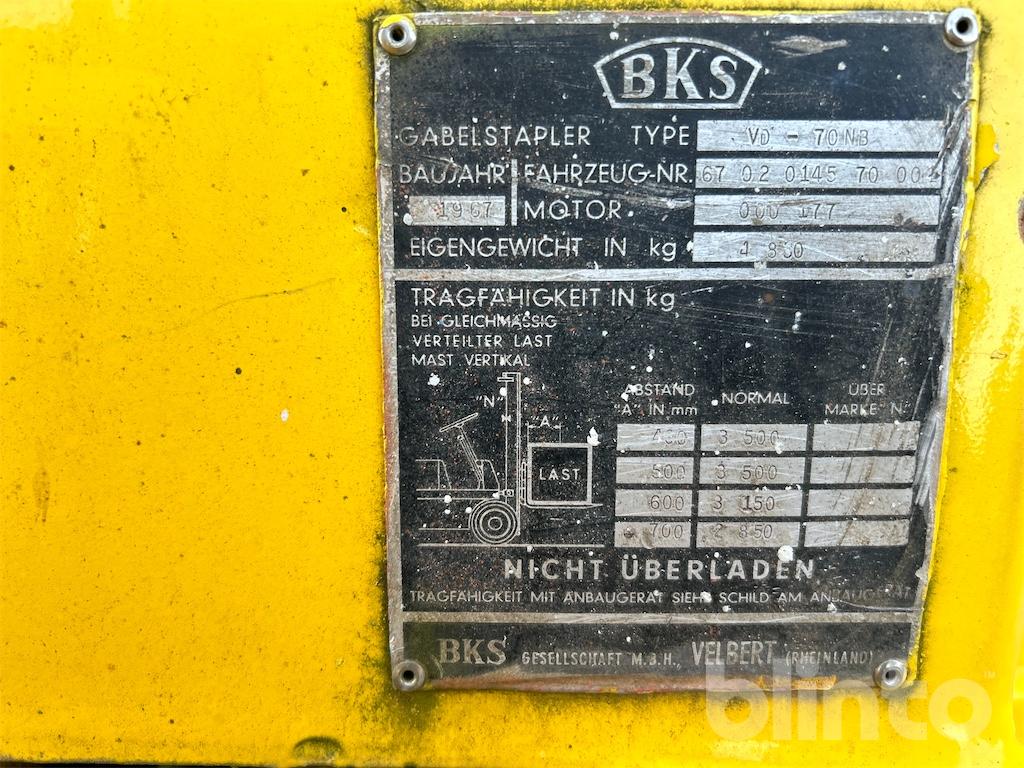 BKS
GABELSTAPLER TYPE VD - 70NB
BAUJAHR FAHRZEUG-NR. 67 02 0145 70 00
1967 MOTOR 000 177
EIGENGEWICHT IN kg
TRAGFÄHIGKEIT IN kg
BEI GLEICHMÄSSIG
VERTEILTER LAST
MAST VERTIKAL
"N"
"A"
LAST
ABSTAND "A" IN mm NORMAL ÜBER MARKE "N"
400 3 500
500 3 500
600 3 150
700 2 850
NICHT ÜBERLADEN
TRAGFÄHIGKEIT MIT ANBAUGERÄT SIEHE SCHILD AM ANBAUGERÄT
BKS GESELLSCHAFT M.B.H., VELBERT (RHEINLAND)
blinto™